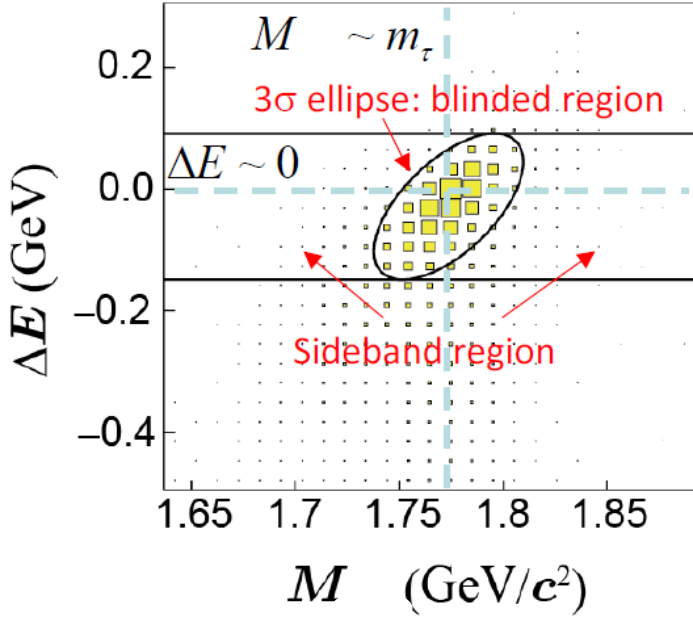 M ~ m_τ
0.2
3σ ellipse: blinded region
ΔE ~ 0
0.0
−0.2
Sideband region
−0.4
ΔE (GeV)
1.65 1.7 1.75 1.8 1.85
M (GeV/c²)